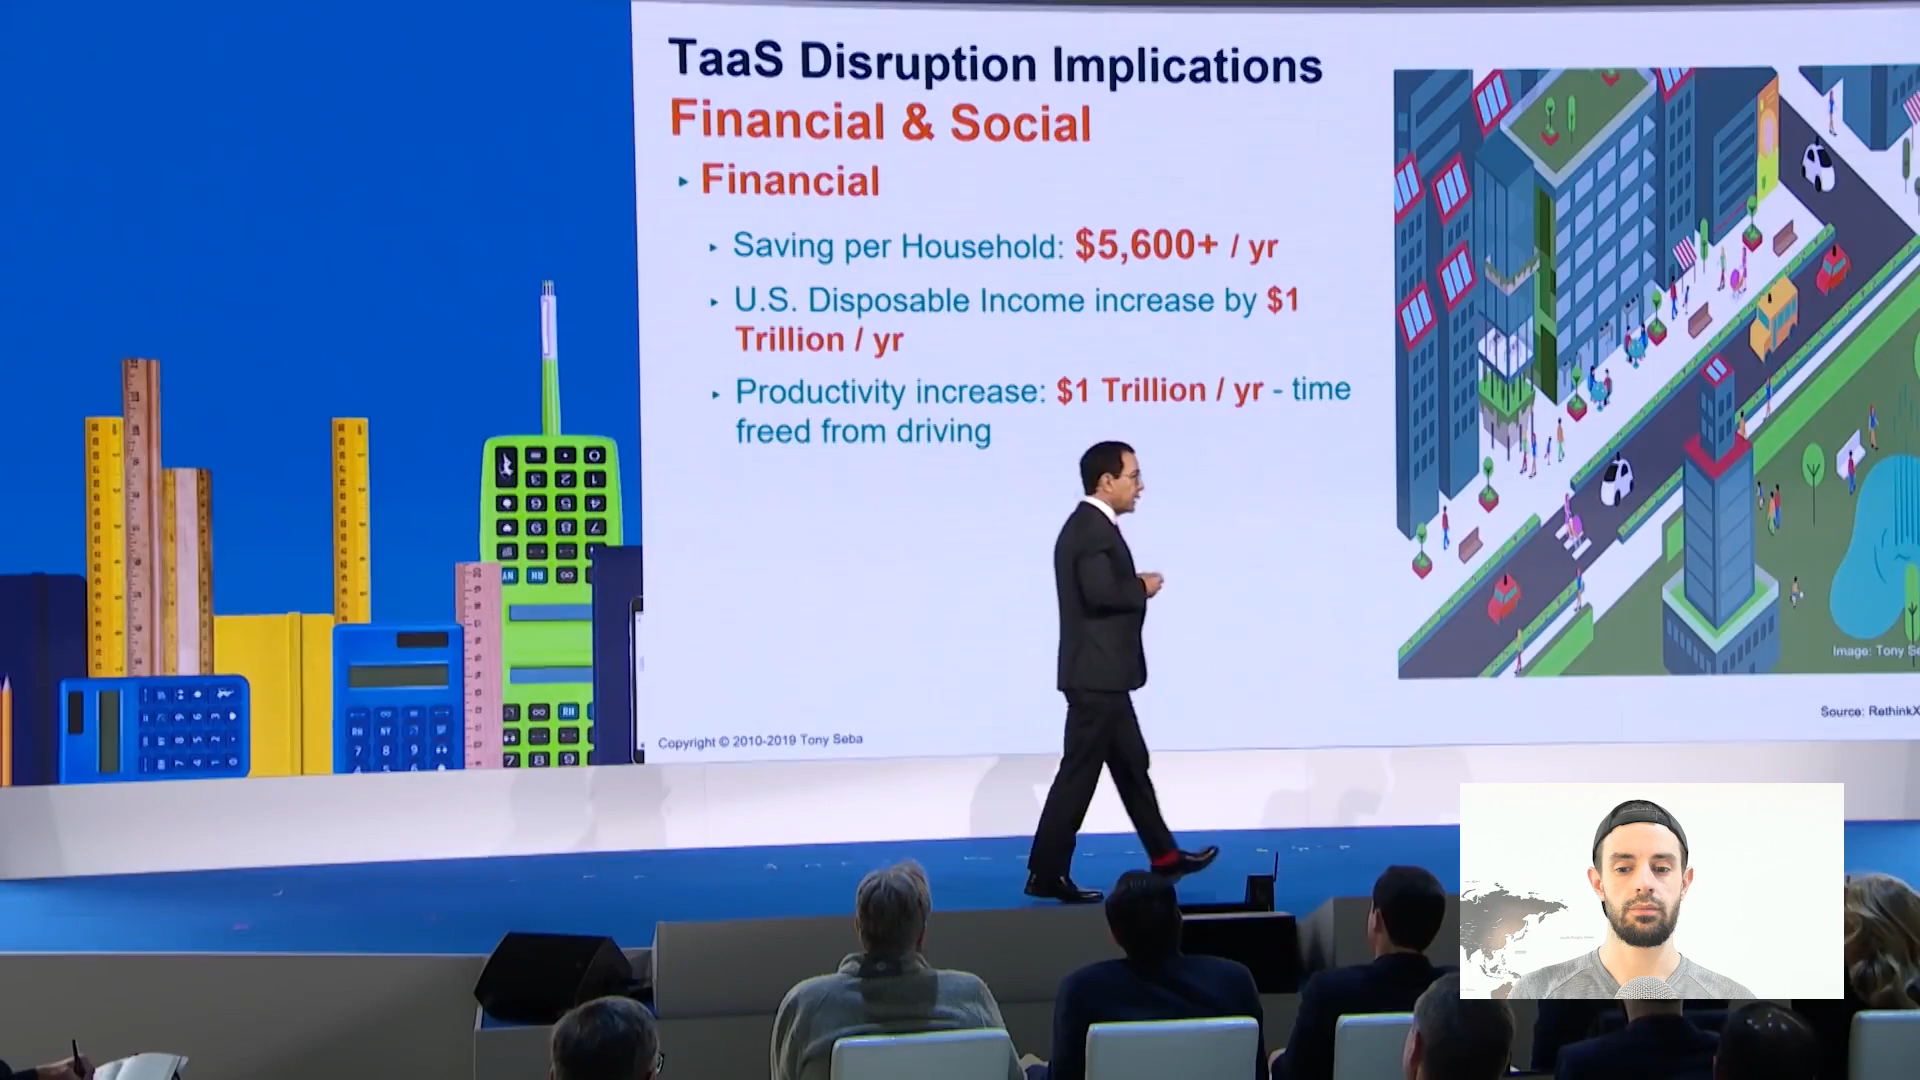 TaaS Disruption Implications
Financial & Social
Financial
Saving per Household: $5,600+ / yr
U.S. Disposable Income increase by $1
Trillion / yr
Productivity increase: $1 Trillion / yr - time
freed from driving
Image: Tony
Source: RethinkX
Copyright © 2010-2019 Tony Seba